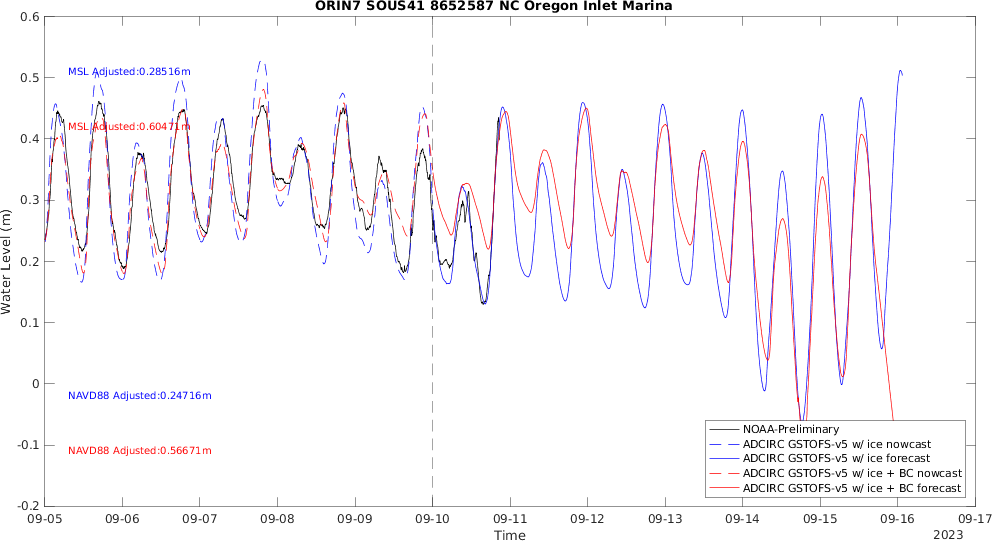 ORIN7 SOUS41 8652587 NC Oregon Inlet Marina
0.6
0.5
0.4
0.3
0.2
0.1
0
-0.1
-0.2
Water Level (m)
MSL Adjusted:0.28516m
MSL Adjusted:0.60471m
NAVD88 Adjusted:0.24716m
NAVD88 Adjusted:0.56671m
NOAA-Preliminary
ADCIRC GSTOFS-v5 w/ ice nowcast
ADCIRC GSTOFS-v5 w/ ice forecast
ADCIRC GSTOFS-v5 w/ ice + BC nowcast
ADCIRC GSTOFS-v5 w/ ice + BC forecast
09-05 09-06 09-07 09-08 09-09 09-10 09-11 09-12 09-13 09-14 09-15 09-16 09-17
Time
2023